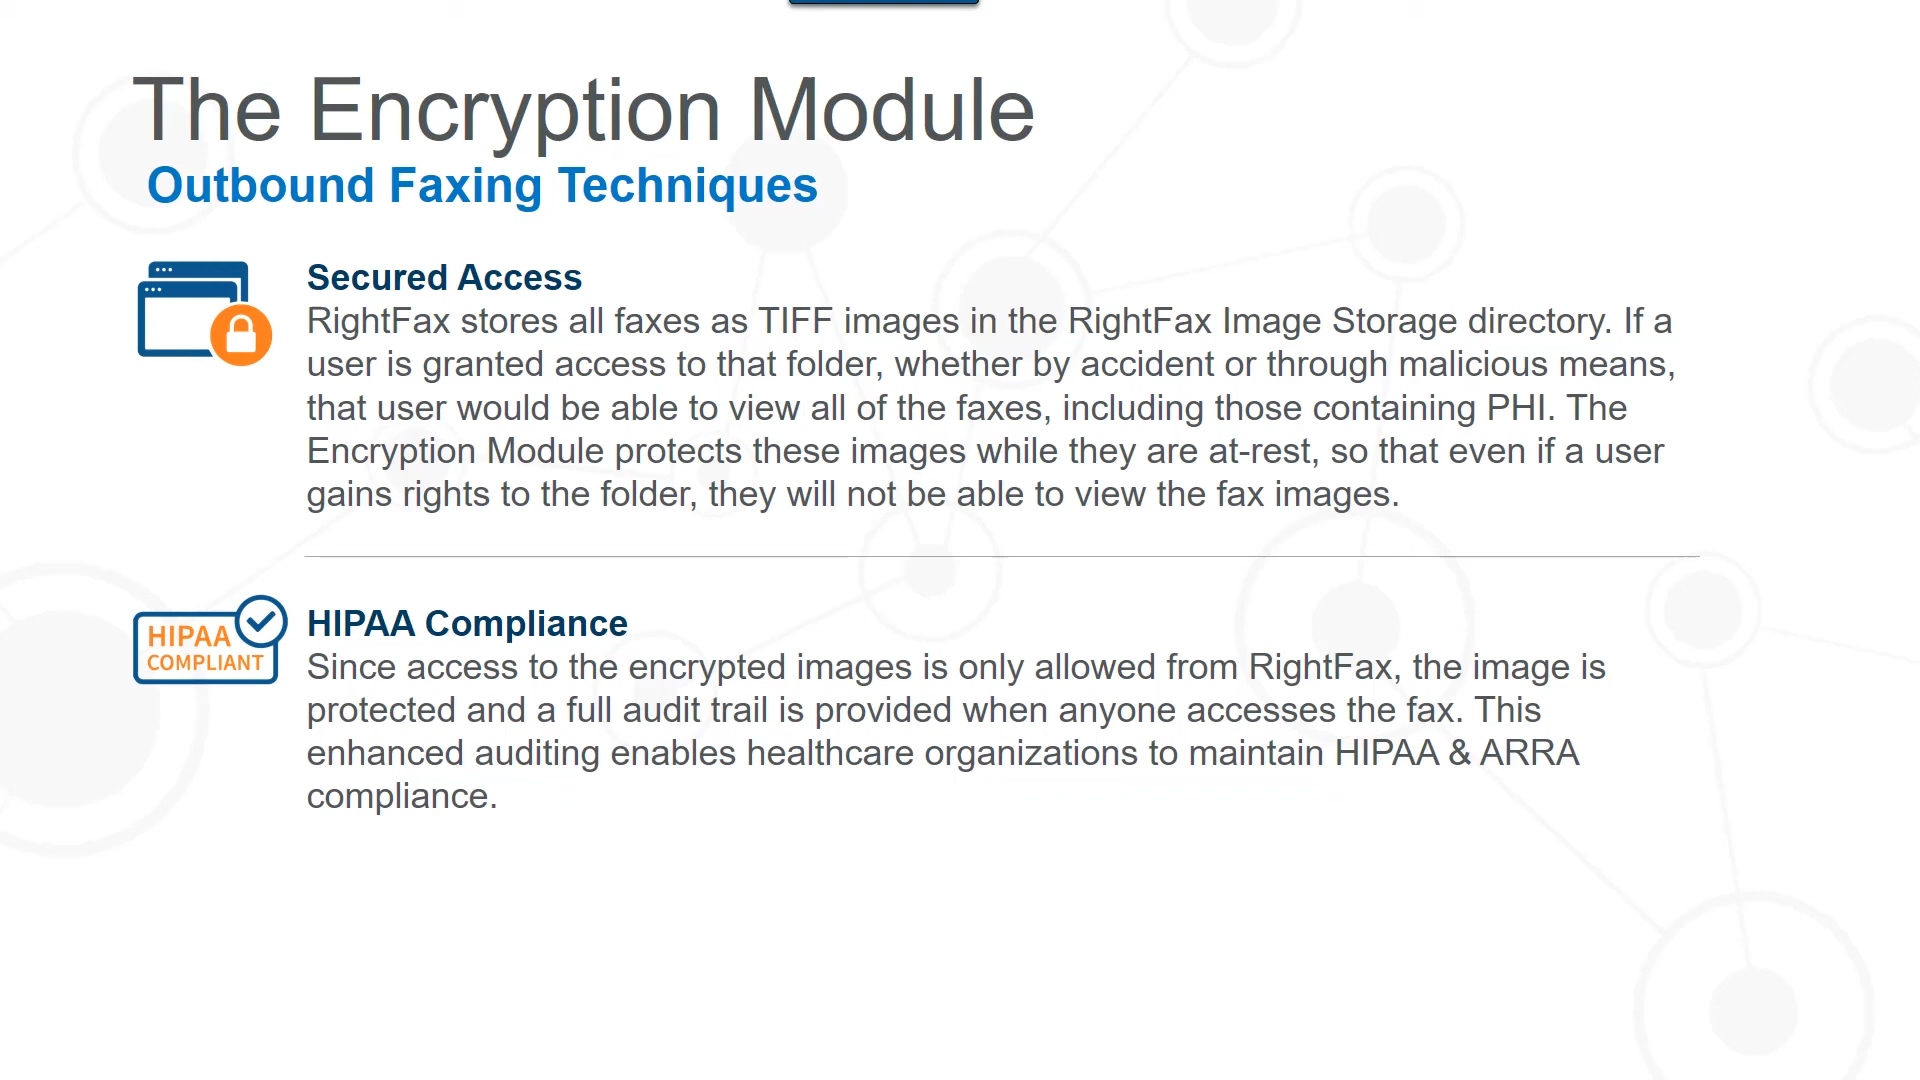 The Encryption Module
Outbound Faxing Techniques
Secured Access
RightFax stores all faxes as TIFF images in the RightFax Image Storage directory. If a
user is granted access to that folder, whether by accident or through malicious means,
that user would be able to view all of the faxes, including those containing PHI. The
Encryption Module protects these images while they are at-rest, so that even if a user
gains rights to the folder, they will not be able to view the fax images.
HIPAA
COMPLIANT
HIPAA Compliance
Since access to the encrypted images is only allowed from RightFax, the image is
protected and a full audit trail is provided when anyone accesses the fax. This
enhanced auditing enables healthcare organizations to maintain HIPAA & ARRA
compliance.